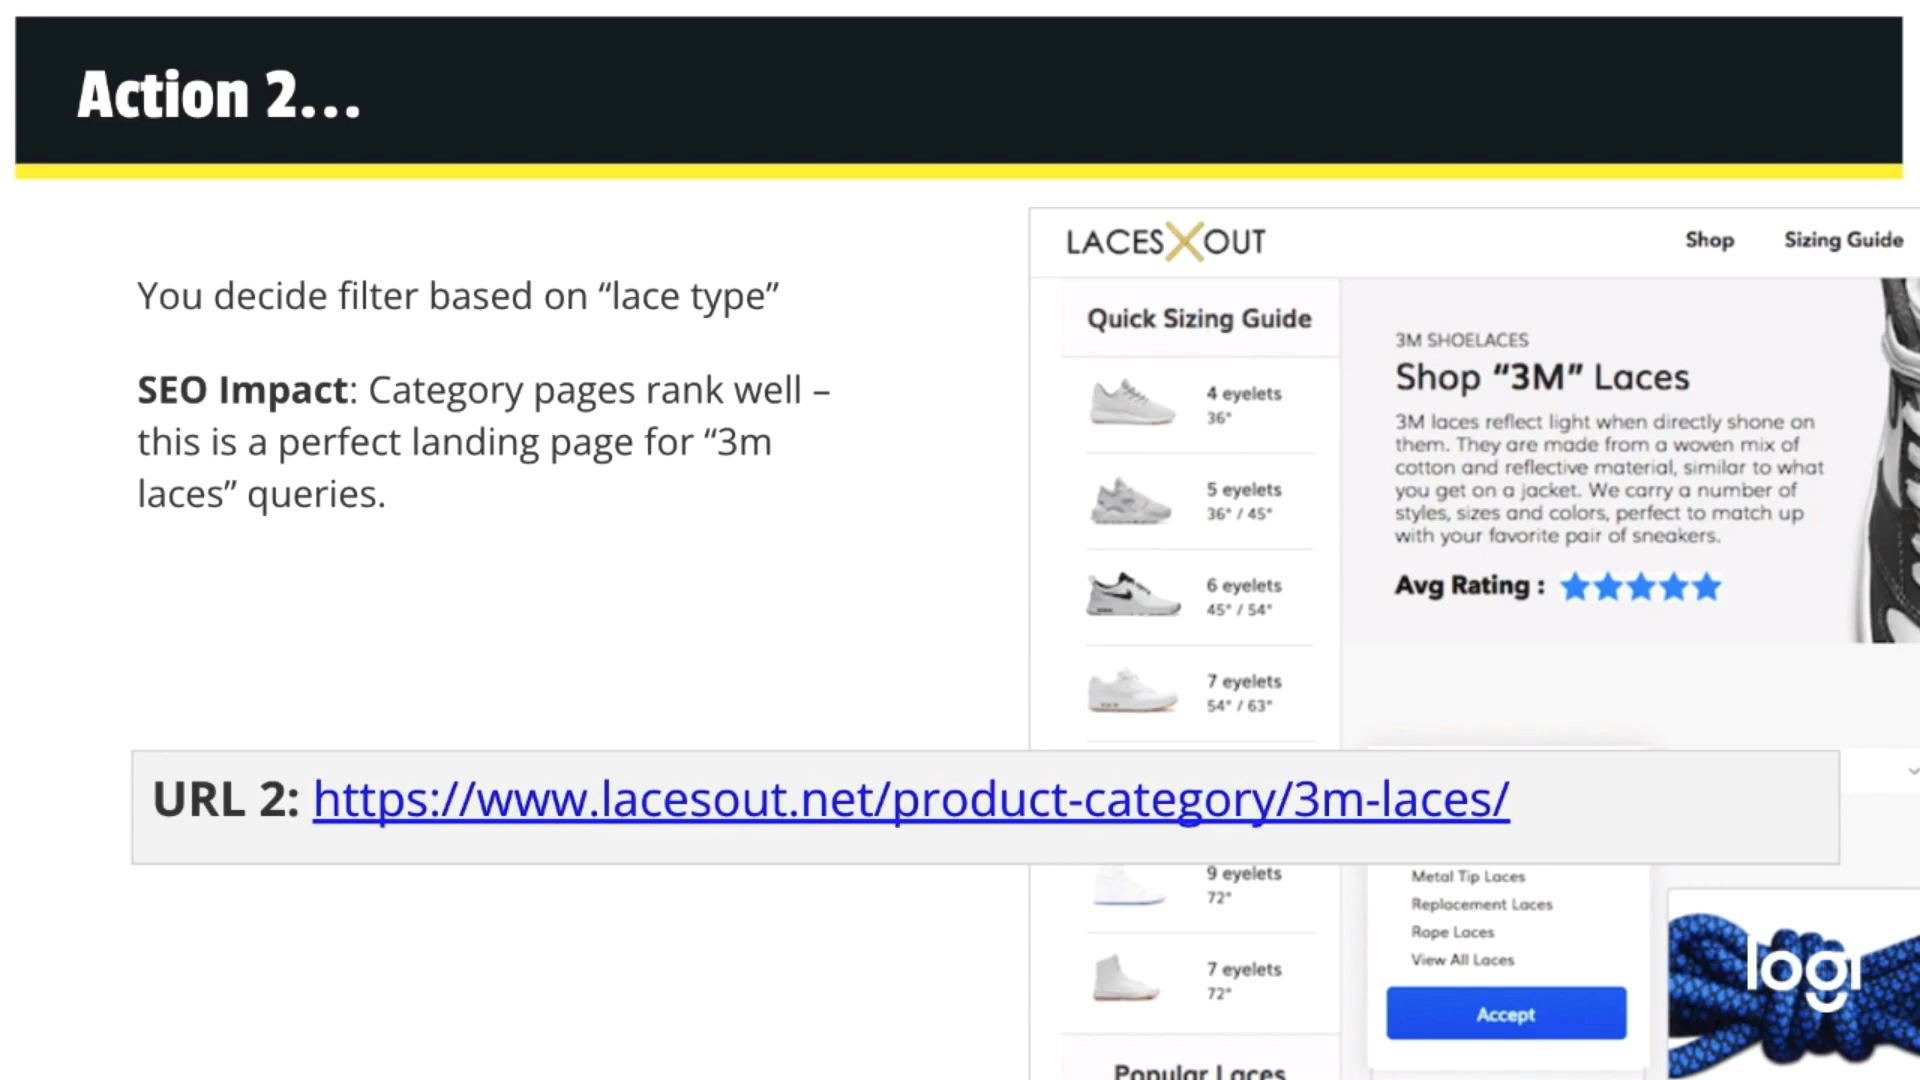 Action 2...
You decide filter based on “lace type”
SEO Impact: Category pages rank well –
this is a perfect landing page for “3m
laces” queries.
URL 2: https://www.lacesout.net/product-category/3m-laces/
LACES OUT
Shop
Sizing Guide
Quick Sizing Guide
4 eyelets
36"
5 eyelets
36" / 45"
6 eyelets
45" / 54"
7 eyelets
54" / 63"
9 eyelets
72"
7 eyelets
72"
Popular Laces
3M SHOELACES
Shop “3M” Laces
3M laces reflect light when directly shone on
them. They are made from a woven mix of
cotton and reflective material, similar to what
you get on a jacket. We carry a number of
styles, sizes and colors, perfect to match up
with your favorite pair of sneakers.
Avg Rating :
Metal Tip Laces
Replacement Laces
Rope Laces
View All Laces
Accept
logi